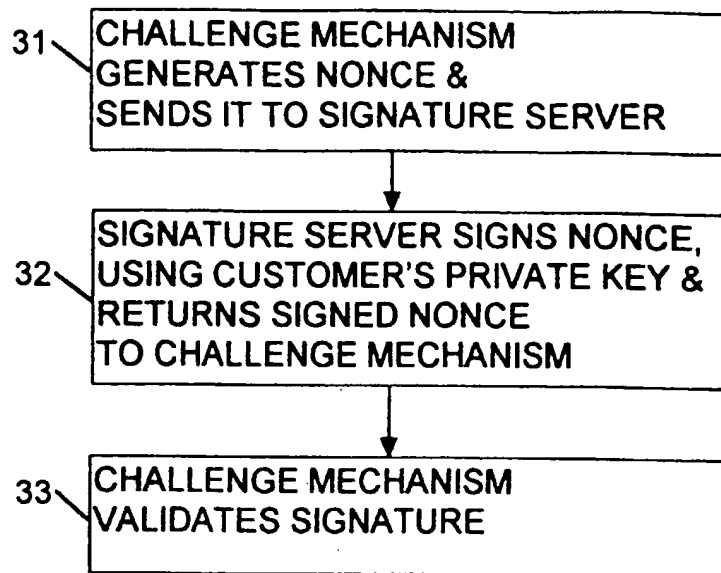 31
CHALLENGE MECHANISM
GENERATES NONCE &
SENDS IT TO SIGNATURE SERVER
32
SIGNATURE SERVER SIGNS NONCE,
USING CUSTOMER'S PRIVATE KEY &
RETURNS SIGNED NONCE
TO CHALLENGE MECHANISM
33
CHALLENGE MECHANISM
VALIDATES SIGNATURE